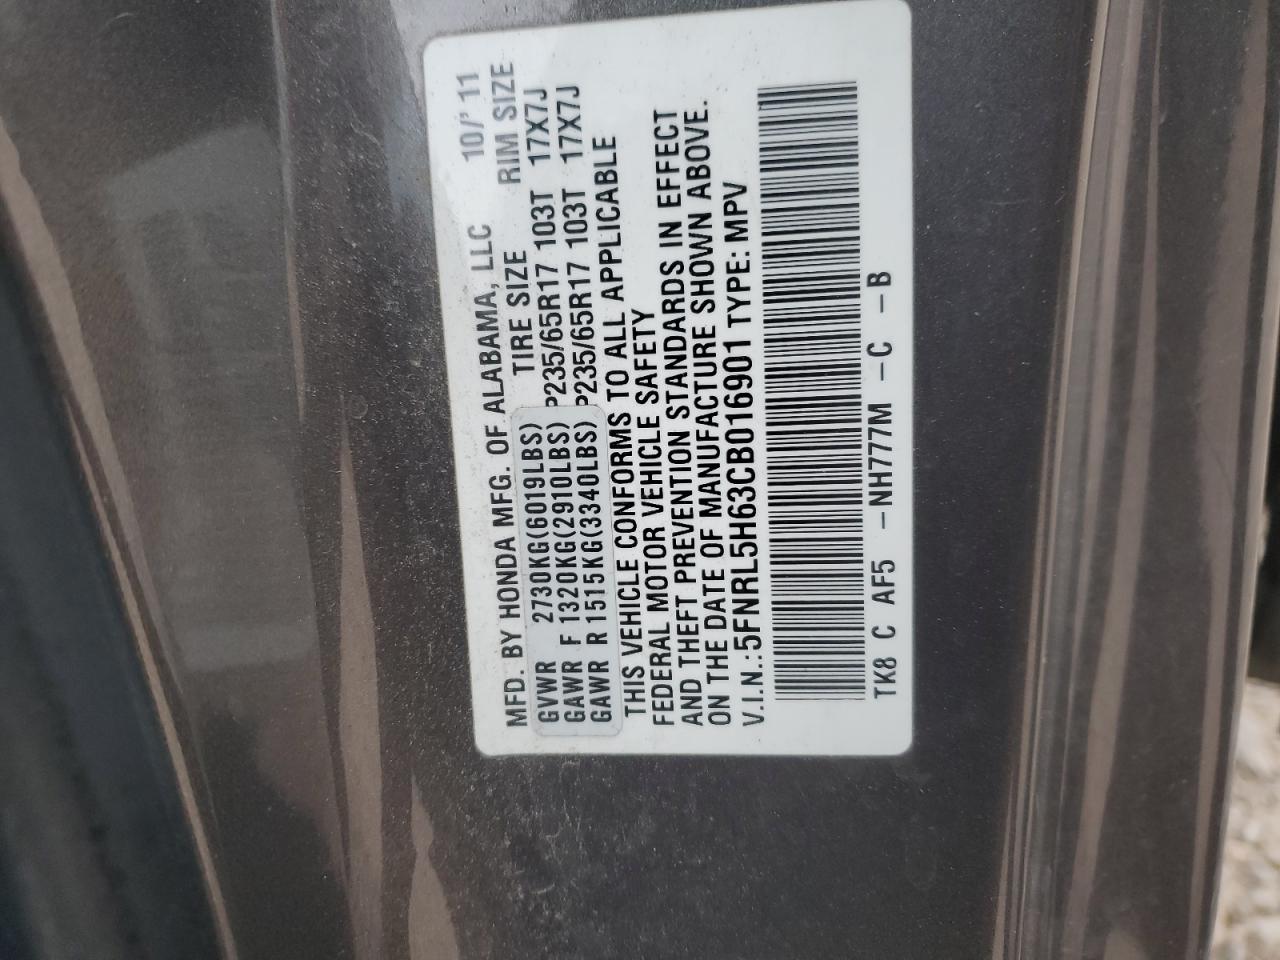 MFD. BY HONDA MFG. OF ALABAMA, LLC 10/'11
TIRE SIZE RIM SIZE
GVWR 2730KG(6019LBS)
GAWR F 1320KG(2910LBS) P235/65R17 103T 17X7J
GAWR R 1515KG(3340LBS) P235/65R17 103T 17X7J
THIS VEHICLE CONFORMS TO ALL APPLICABLE
FEDERAL MOTOR VEHICLE SAFETY
AND THEFT PREVENTION STANDARDS IN EFFECT
ON THE DATE OF MANUFACTURE SHOWN ABOVE.
V.I.N.:5FNRL5H63CB016901 TYPE: MPV
TK8 C AF5 -NH777M -C -B